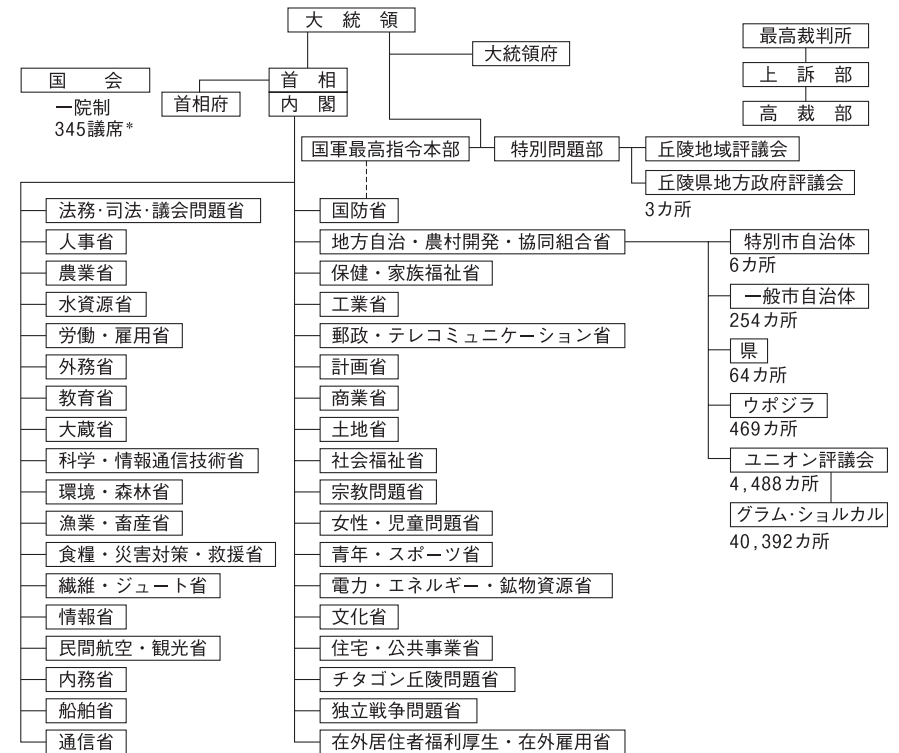 大統領
大統領府
最高裁判所
上訴部
高裁部
国会
一院制
345議席*
首相府
首相
内閣
国軍最高指令本部
特別問題部
丘陵地域評議会
丘陵県地方政府評議会
3カ所
法務·司法·議会問題省
人事省
農業省
水資源省
労働・雇用省
外務省
教育省
大蔵省
科学・情報通信技術省
環境・森林省
漁業・畜産省
食糧・災害対策・救援省
繊維・ジュート省
情報省
民間航空・観光省
内務省
船舶省
通信省
国防省
地方自治・農村開発・協同組合省
保健・家族福祉省
工業省
郵政・テレコミュニケーション省
計画省
商業省
土地省
社会福祉省
宗教問題省
女性・児童問題省
青年・スポーツ省
電力・エネルギー・鉱物資源省
文化省
住宅・公共事業省
チタゴン丘陵問題省
独立戦争問題省
在外居住者福利厚生・在外雇用省
特別市自治体
6カ所
一般市自治体
254カ所
県
64カ所
ウポジラ
469カ所
ユニオン評議会
4,488カ所
グラム·ショルカル
40,392カ所